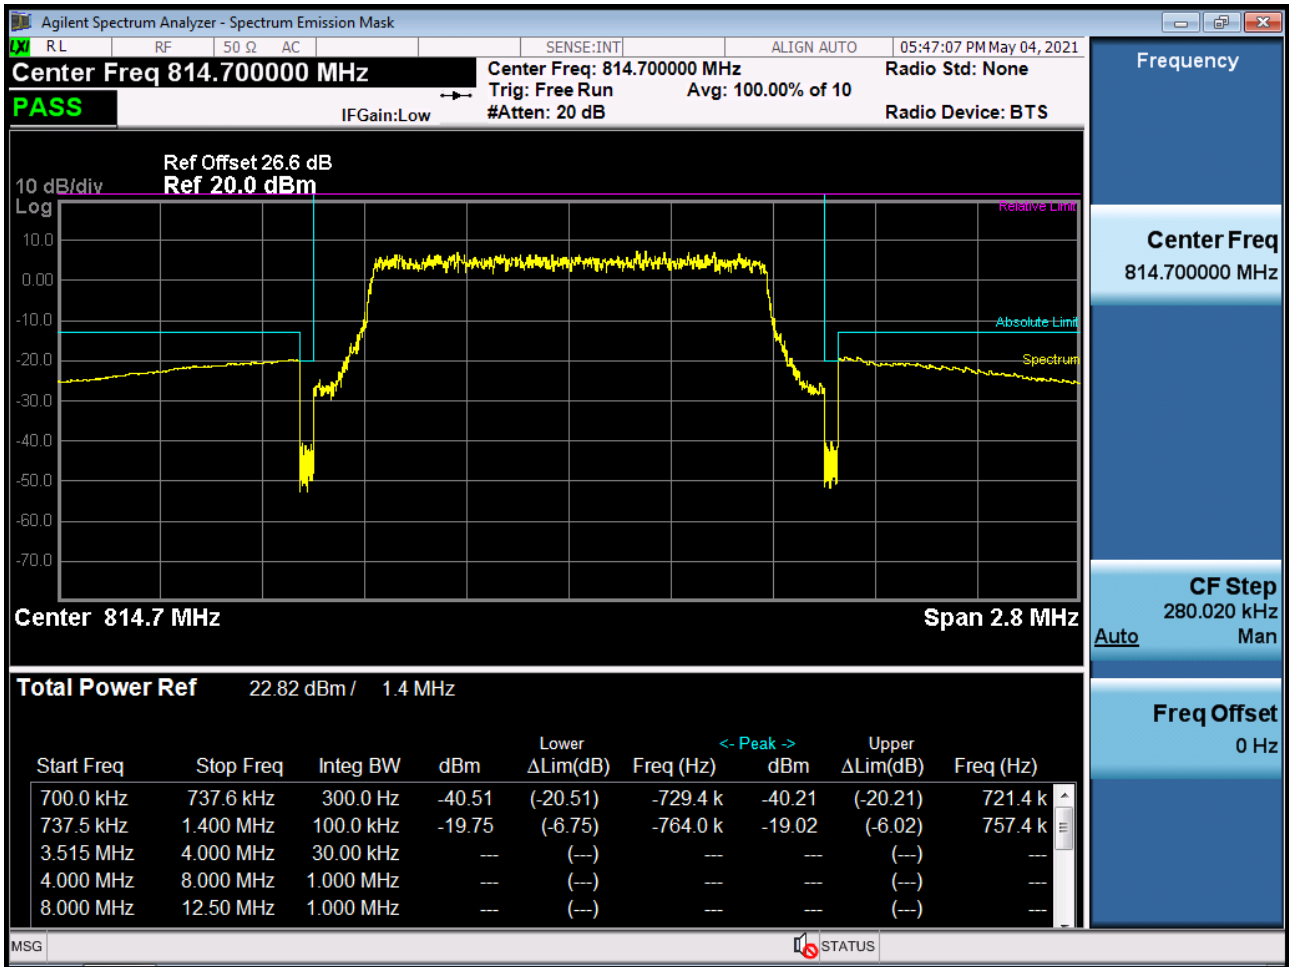 Agilent Spectrum Analyzer - Spectrum Emission Mask
LXI RL RF 50 Ω AC SENSE:INT ALIGN AUTO 05:47:07 PM May 04, 2021
Center Freq 814.700000 MHz
PASS
IFGain:Low
Center Freq: 814.700000 MHz
Trig: Free Run Avg: 100.00% of 10
#Atten: 20 dB
Radio Std: None
Radio Device: BTS
Ref Offset 26.6 dB
10 dB/div Ref 20.0 dBm
Log
Relative Limit
10.0
0.00
-10.0
Absolute Limit
-20.0
Spectrum
-30.0
-40.0
-50.0
-60.0
-70.0
Center 814.7 MHz Span 2.8 MHz
Total Power Ref 22.82 dBm / 1.4 MHz
Lower <- Peak -> Upper
Start Freq Stop Freq Integ BW dBm ΔLim(dB) Freq (Hz) dBm ΔLim(dB) Freq (Hz)
700.0 kHz 737.6 kHz 300.0 Hz -40.51 (-20.51) -729.4 k -40.21 (-20.21) 721.4 k
737.5 kHz 1.400 MHz 100.0 kHz -19.75 (-6.75) -764.0 k -19.02 (-6.02) 757.4 k
3.515 MHz 4.000 MHz 30.00 kHz --- (---) --- --- (---) ---
4.000 MHz 8.000 MHz 1.000 MHz --- (---) --- --- (---) ---
8.000 MHz 12.50 MHz 1.000 MHz --- (---) --- --- (---) ---
MSG STATUS
Frequency
Center Freq
814.700000 MHz
CF Step
280.020 kHz
Auto Man
Freq Offset
0 Hz